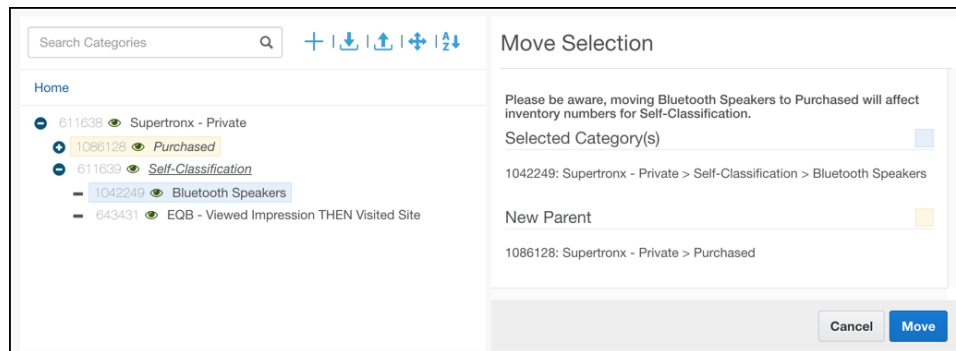 Search Categories
Home
611638 Supertronx - Private
1086128 Purchased
611639 Self-Classification
1042249 Bluetooth Speakers
643431 EQB - Viewed Impression THEN Visited Site
Move Selection
Please be aware, moving Bluetooth Speakers to Purchased will affect
inventory numbers for Self-Classification.
Selected Category(s)
1042249: Supertronx - Private > Self-Classification > Bluetooth Speakers
New Parent
1086128: Supertronx - Private > Purchased
Cancel Move